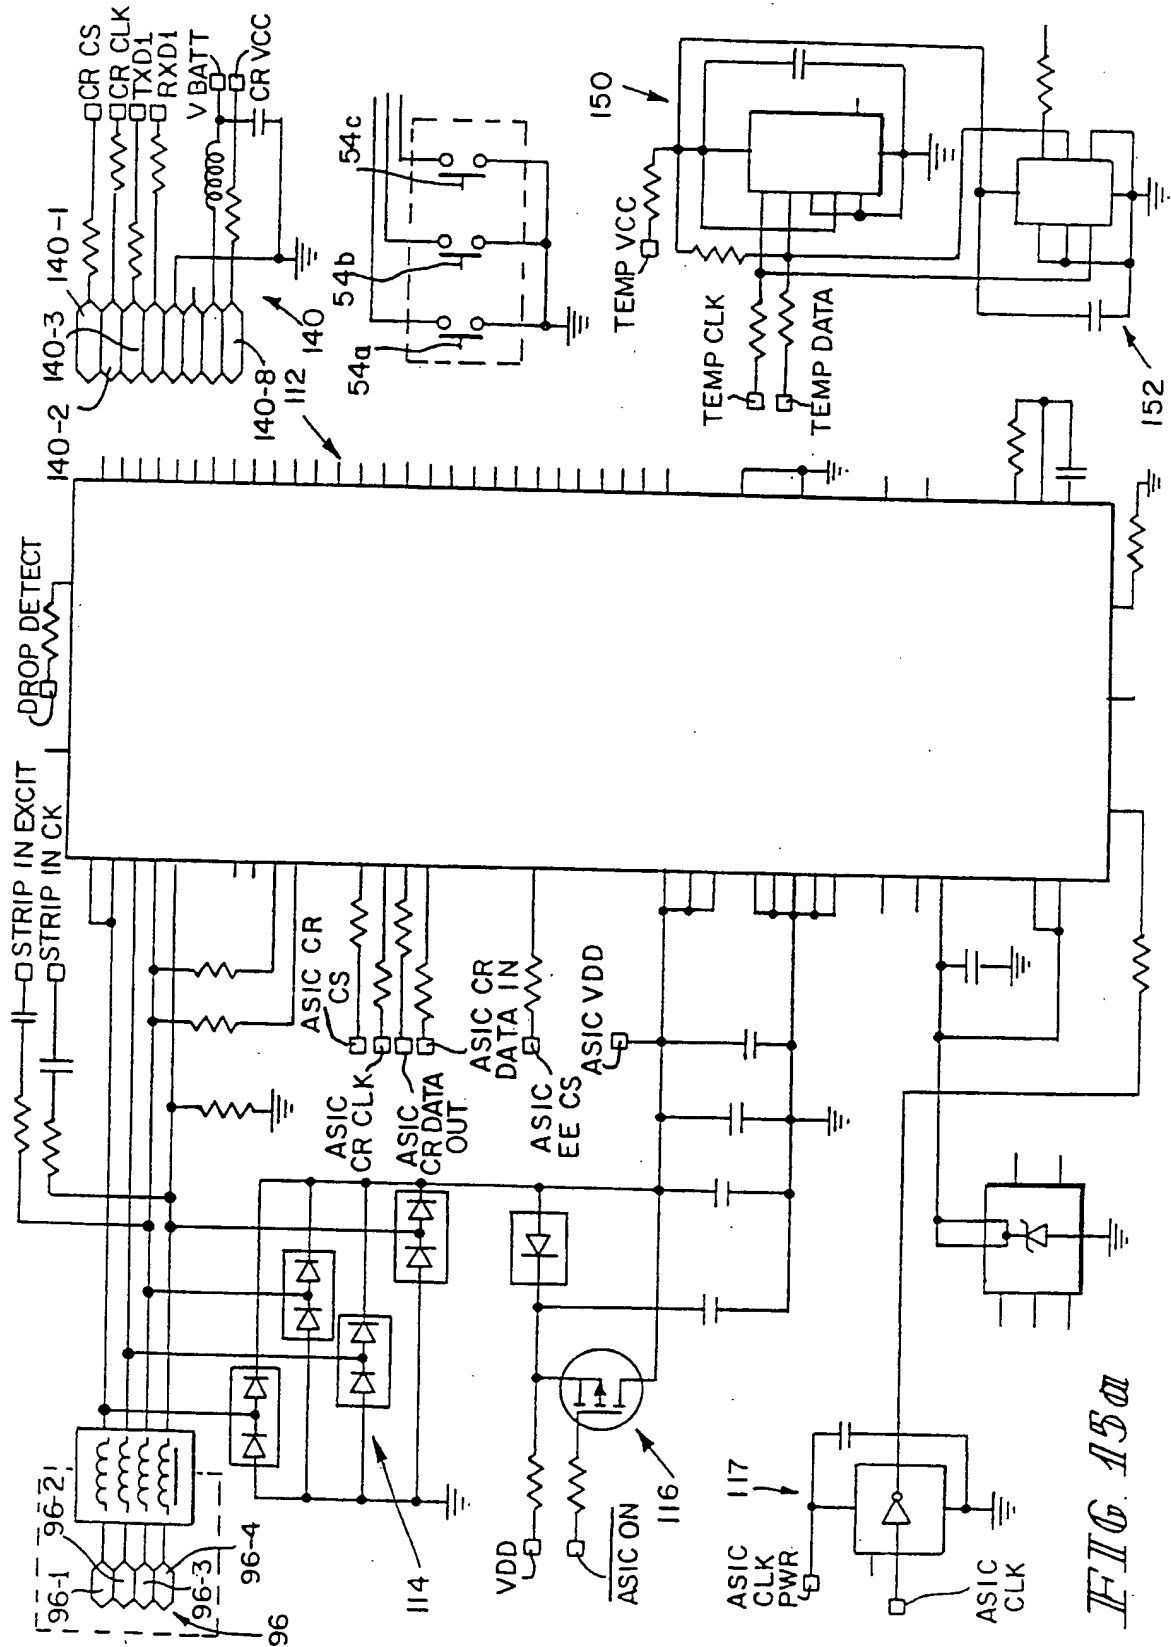 96-1
96-2
96-3
96-4
96
114
VDD
ASIC ON
116
117
ASIC
CLK
PWR
ASIC
CLK
STRIP IN EXCIT
STRIP IN CK
DROP DETECT
ASIC CR
CS
ASIC
CR CLK
ASIC
CR DATA
OUT
ASIC CR
DATA IN
ASIC
EE CS
ASIC VDD
140-1
140-3
140-2
140-8
140
112
CR CS
CR CLK
TXD1
RXD1
V BATT
CR VCC
54a
54b
54c
150
TEMP VCC
TEMP CLK
TEMP DATA
152
FIG. 15a